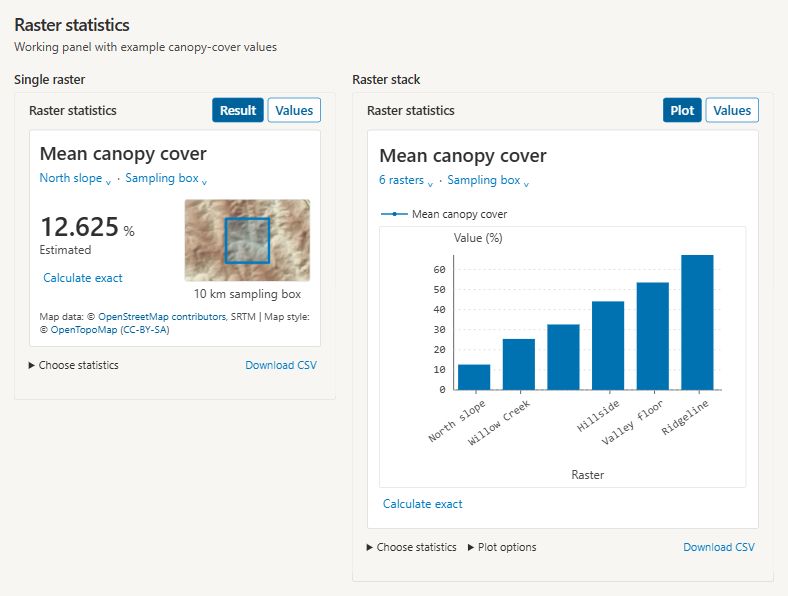 Raster statistics
Working panel with example canopy-cover values
Single raster
Raster statistics
Result
Values
Mean canopy cover
North slope · Sampling box
12.625 %
Estimated
Calculate exact
10 km sampling box
Map data: © OpenStreetMap contributors, SRTM | Map style:
© OpenTopoMap (CC-BY-SA)
Choose statistics
Download CSV
Raster stack
Raster statistics
Plot
Values
Mean canopy cover
6 rasters · Sampling box
Mean canopy cover
Value (%)
60
50
40
30
20
10
0
North slope
Willow Creek
Hillside
Valley floor
Ridgeline
Raster
Calculate exact
Choose statistics
Plot options
Download CSV